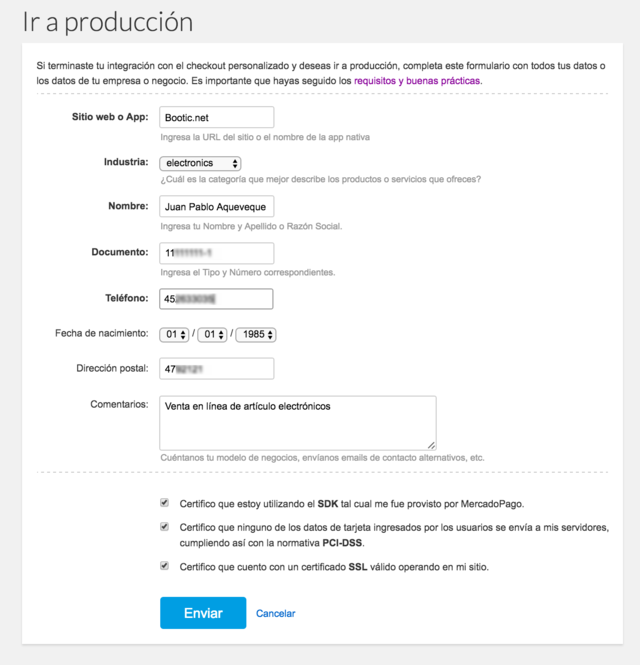 Ir a producción
Si terminaste tu integración con el checkout personalizado y deseas ir a producción, completa este formulario con todos tus datos o
los datos de tu empresa o negocio. Es importante que hayas seguido los requisitos y buenas prácticas.
Sitio web o App: Bootic.net
Ingresa la URL del sitio o el nombre de la app nativa
Industria: electronics
¿Cuál es la categoría que mejor describe los productos o servicios que ofreces?
Nombre: Juan Pablo Aqueveque
Ingresa tu Nombre y Apellido o Razón Social.
Documento: 11
Ingresa el Tipo y Número correspondientes.
Teléfono: 45
Fecha de nacimiento: 01 / 01 / 1985
Dirección postal: 47
Comentarios: Venta en línea de artículo electrónicos
Cuéntanos tu modelo de negocios, envíanos emails de contacto alternativos, etc.
Certifico que estoy utilizando el SDK tal cual me fue provisto por MercadoPago.
Certifico que ninguno de los datos de tarjeta ingresados por los usuarios se envía a mis servidores,
cumpliendo así con la normativa PCI-DSS.
Certifico que cuento con un certificado SSL válido operando en mi sitio.
Enviar Cancelar